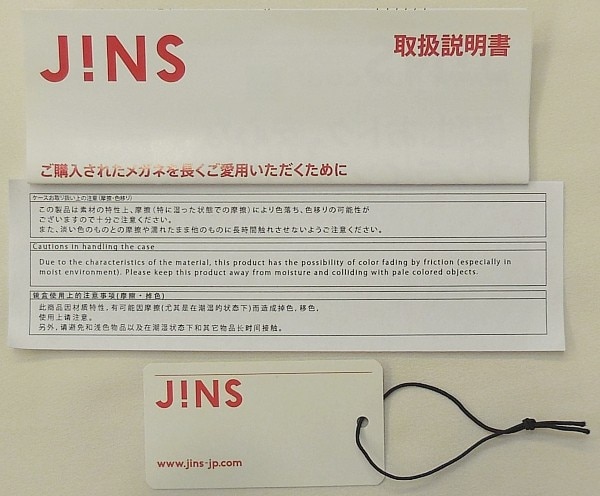 J!NS
取扱説明書
ご購入されたメガネを長くご愛用いただくために
ケースお取り扱い上の注意(摩擦・色移り)
この製品は素材の特性上、摩擦(特に湿った状態での摩擦)により色落ち、色移りの可能性が
ございますので十分ご注意ください。
また、淡い色のものとの摩擦や濡れたまま他のものに長時間触れさせないようご注意ください。
Cautions in handling the case
Due to the characteristics of the material, this product has the possibility of color fading by friction (especially in
moist environment). Please keep this product away from moisture and colliding with pale colored objects.
镜盒使用上的注意事项(摩擦・掉色)
此商品因材质特性,有可能因摩擦(尤其是在潮湿的状态下)而造成掉色,移色,
使用上请注意。
另外,请避免和浅色物品以及在潮湿状态下和其它物品长时间接触。
J!NS
www.jins-jp.com